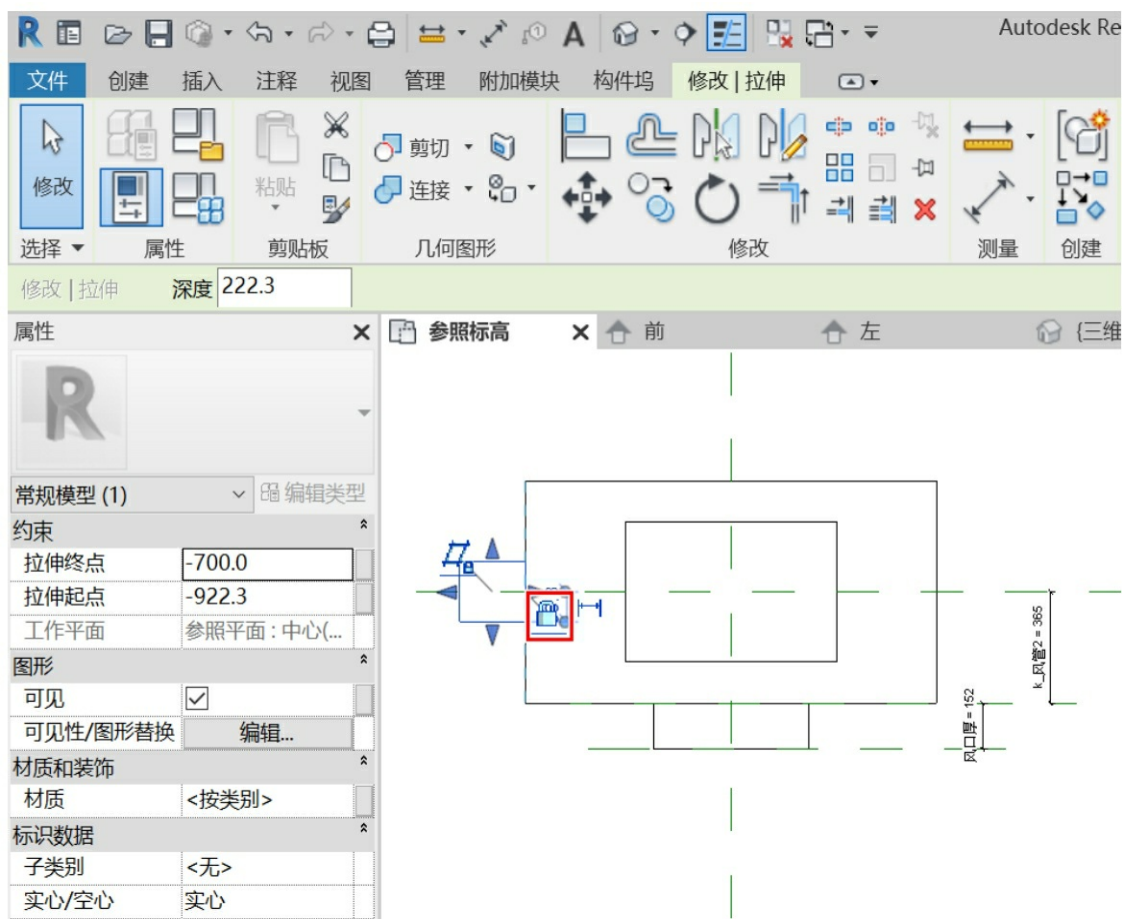 Autodesk Re
文件 创建 插入 注释 视图 管理 附加模块 构件坞 修改 | 拉伸
修改 粘贴 剪切 连接
选择 属性 剪贴板 几何图形 修改 测量 创建
修改 | 拉伸 深度 222.3
属性
参照标高 前 左 {三维
常规模型 (1) 编辑类型
约束
拉伸终点 -700.0
拉伸起点 -922.3
工作平面 参照平面 : 中心(...
图形
可见
可见性/图形替换 编辑...
材质和装饰
材质 <按类别>
标识数据
子类别 <无>
实心/空心 实心
k_风管2 = 365
风口厚 = 152